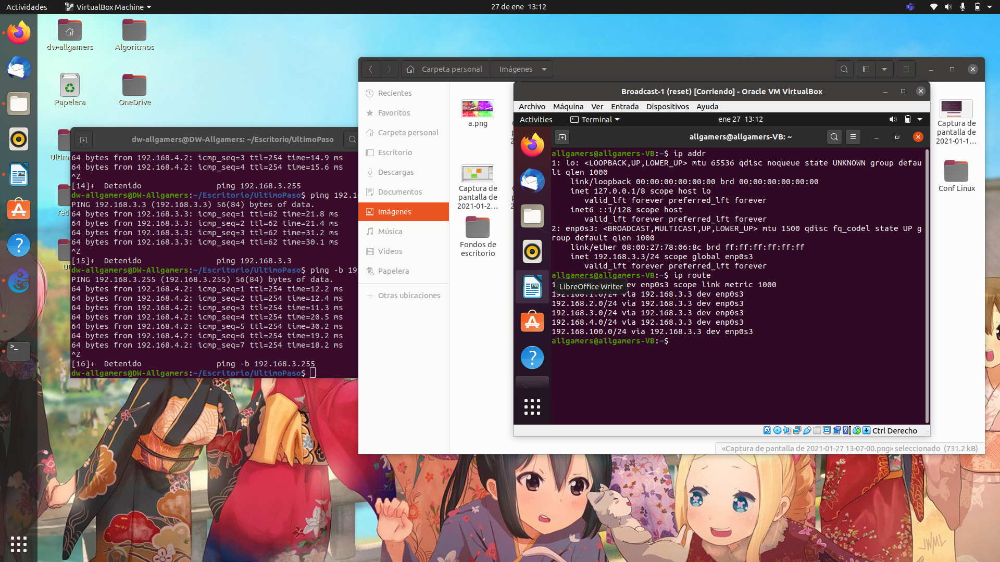 Actividades
VirtualBox Machine
27 de ene 13:12
dw-allgamers
Algoritmos
Papelera
OneDrive
dw-allgamers@DW-Allgamers: ~/Escritorio/UltimoPaso
64 bytes from 192.168.4.2: icmp_seq=3 ttl=254 time=14.9 ms
64 bytes from 192.168.4.2: icmp_seq=4 ttl=254 time=15.6 ms
^Z
[14]+ Detenido ping 192.168.3.255
dw-allgamers@DW-Allgamers:~/Escritorio/UltimoPaso$ ping 192.1
PING 192.168.3.3 (192.168.3.3) 56(84) bytes of data.
64 bytes from 192.168.3.3: icmp_seq=1 ttl=62 time=21.8 ms
64 bytes from 192.168.3.3: icmp_seq=2 ttl=62 time=21.4 ms
64 bytes from 192.168.3.3: icmp_seq=3 ttl=62 time=31.2 ms
64 bytes from 192.168.3.3: icmp_seq=4 ttl=62 time=30.1 ms
^Z
[15]+ Detenido ping 192.168.3.3
dw-allgamers@DW-Allgamers:~/Escritorio/UltimoPaso$ ping -b 19
PING 192.168.3.255 (192.168.3.255) 56(84) bytes of data.
64 bytes from 192.168.4.2: icmp_seq=1 ttl=254 time=12.2 ms
64 bytes from 192.168.4.2: icmp_seq=2 ttl=254 time=12.4 ms
64 bytes from 192.168.4.2: icmp_seq=3 ttl=254 time=11.3 ms
64 bytes from 192.168.4.2: icmp_seq=4 ttl=254 time=20.5 ms
64 bytes from 192.168.4.2: icmp_seq=5 ttl=254 time=30.2 ms
64 bytes from 192.168.4.2: icmp_seq=6 ttl=254 time=19.2 ms
64 bytes from 192.168.4.2: icmp_seq=7 ttl=254 time=18.2 ms
^Z
[16]+ Detenido ping -b 192.168.3.255
dw-allgamers@DW-Allgamers:~/Escritorio/UltimoPaso$
Carpeta personal
Imágenes
Recientes
Favoritos
Carpeta personal
Escritorio
Descargas
Documentos
Imágenes
Música
Vídeos
Papelera
Otras ubicaciones
a.png
Captura de
pantalla de
2021-01-2…
Fondos de
escritorio
Captura de
pantalla de
2021-01-1…
Conf Linux
«Captura de pantalla de 2021-01-27 13-07-00.png» seleccionado (731.2 kB)
Broadcast-1 (reset) [Corriendo] - Oracle VM VirtualBox
Archivo Máquina Ver Entrada Dispositivos Ayuda
Activities
Terminal
ene 27 13:12
allgamers@allgamers-VB: ~
allgamers@allgamers-VB:~$ ip addr
1: lo: <LOOPBACK,UP,LOWER_UP> mtu 65536 qdisc noqueue state UNKNOWN group defau
lt qlen 1000
link/loopback 00:00:00:00:00:00 brd 00:00:00:00:00:00
inet 127.0.0.1/8 scope host lo
valid_lft forever preferred_lft forever
inet6 ::1/128 scope host
valid_lft forever preferred_lft forever
2: enp0s3: <BROADCAST,MULTICAST,UP,LOWER_UP> mtu 1500 qdisc fq_codel state UP g
roup default qlen 1000
link/ether 08:00:27:78:06:8c brd ff:ff:ff:ff:ff:ff
inet 192.168.3.3/24 scope global enp0s3
valid_lft forever preferred_lft forever
allgamers@allgamers-VB:~$ ip route
dev enp0s3 scope link metric 1000
LibreOffice Writer
192.168.1.0/24 via 192.168.3.3 dev enp0s3
192.168.2.0/24 via 192.168.3.3 dev enp0s3
192.168.3.0/24 via 192.168.3.3 dev enp0s3
192.168.4.0/24 via 192.168.3.3 dev enp0s3
192.168.100.0/24 via 192.168.3.3 dev enp0s3
allgamers@allgamers-VB:~$
Ctrl Derecho